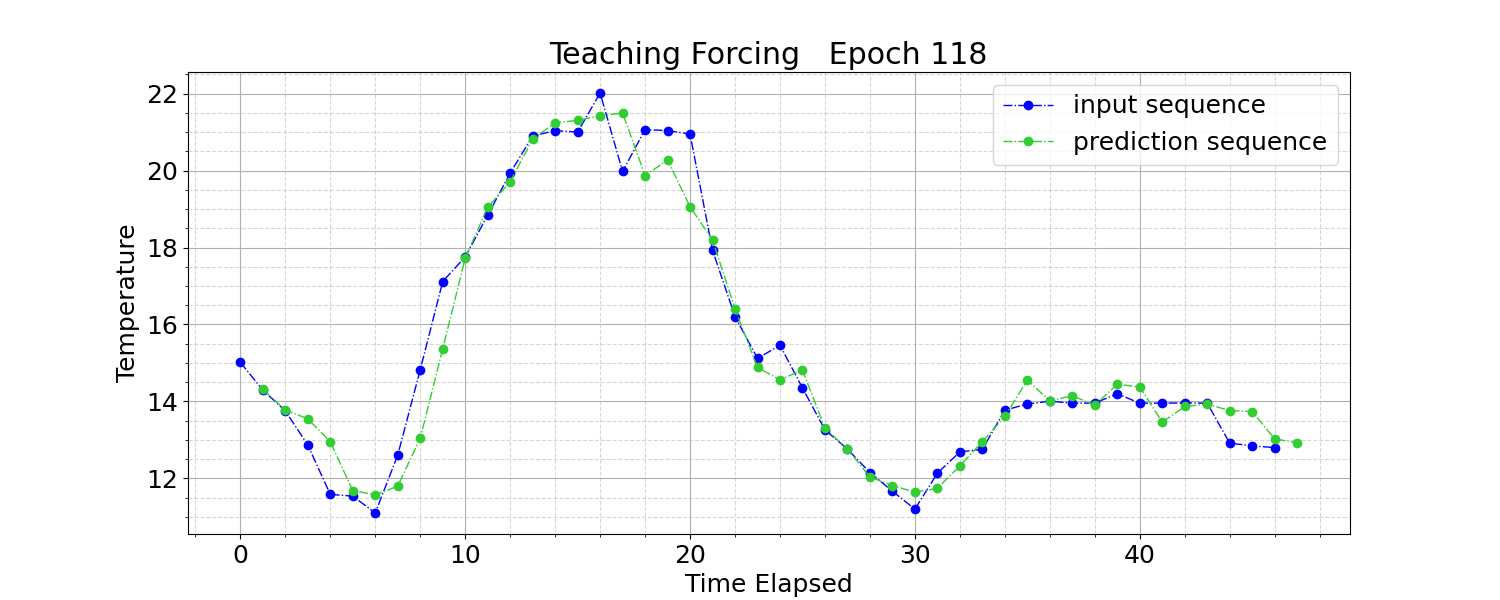 Teaching Forcing   Epoch 118
input sequence
prediction sequence
Temperature
22
20
18
16
14
12
0 10 20 30 40
Time Elapsed